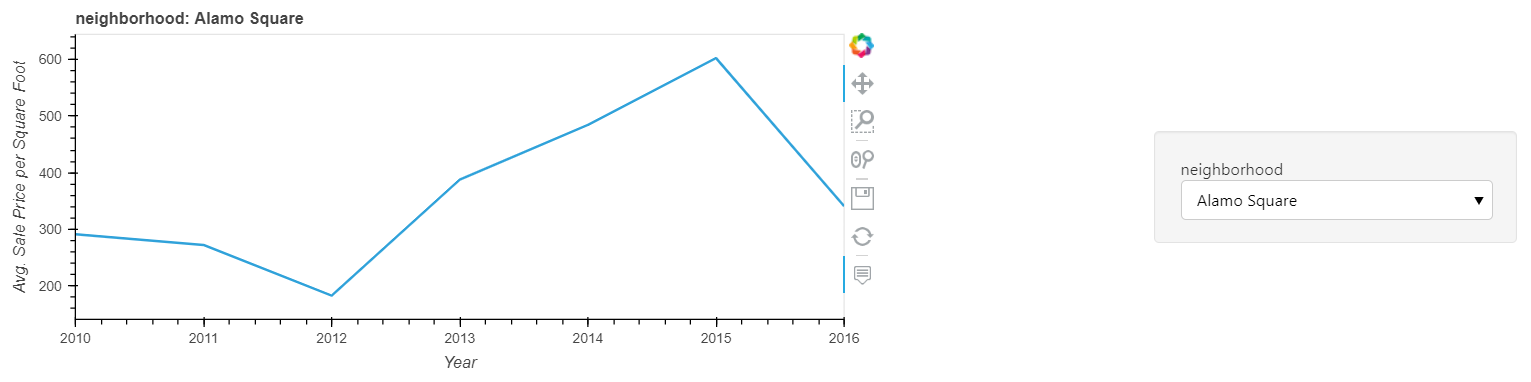 neighborhood: Alamo Square
Avg. Sale Price per Square Foot
600
500
400
300
200
2010 2011 2012 2013 2014 2015 2016
Year
neighborhood
Alamo Square